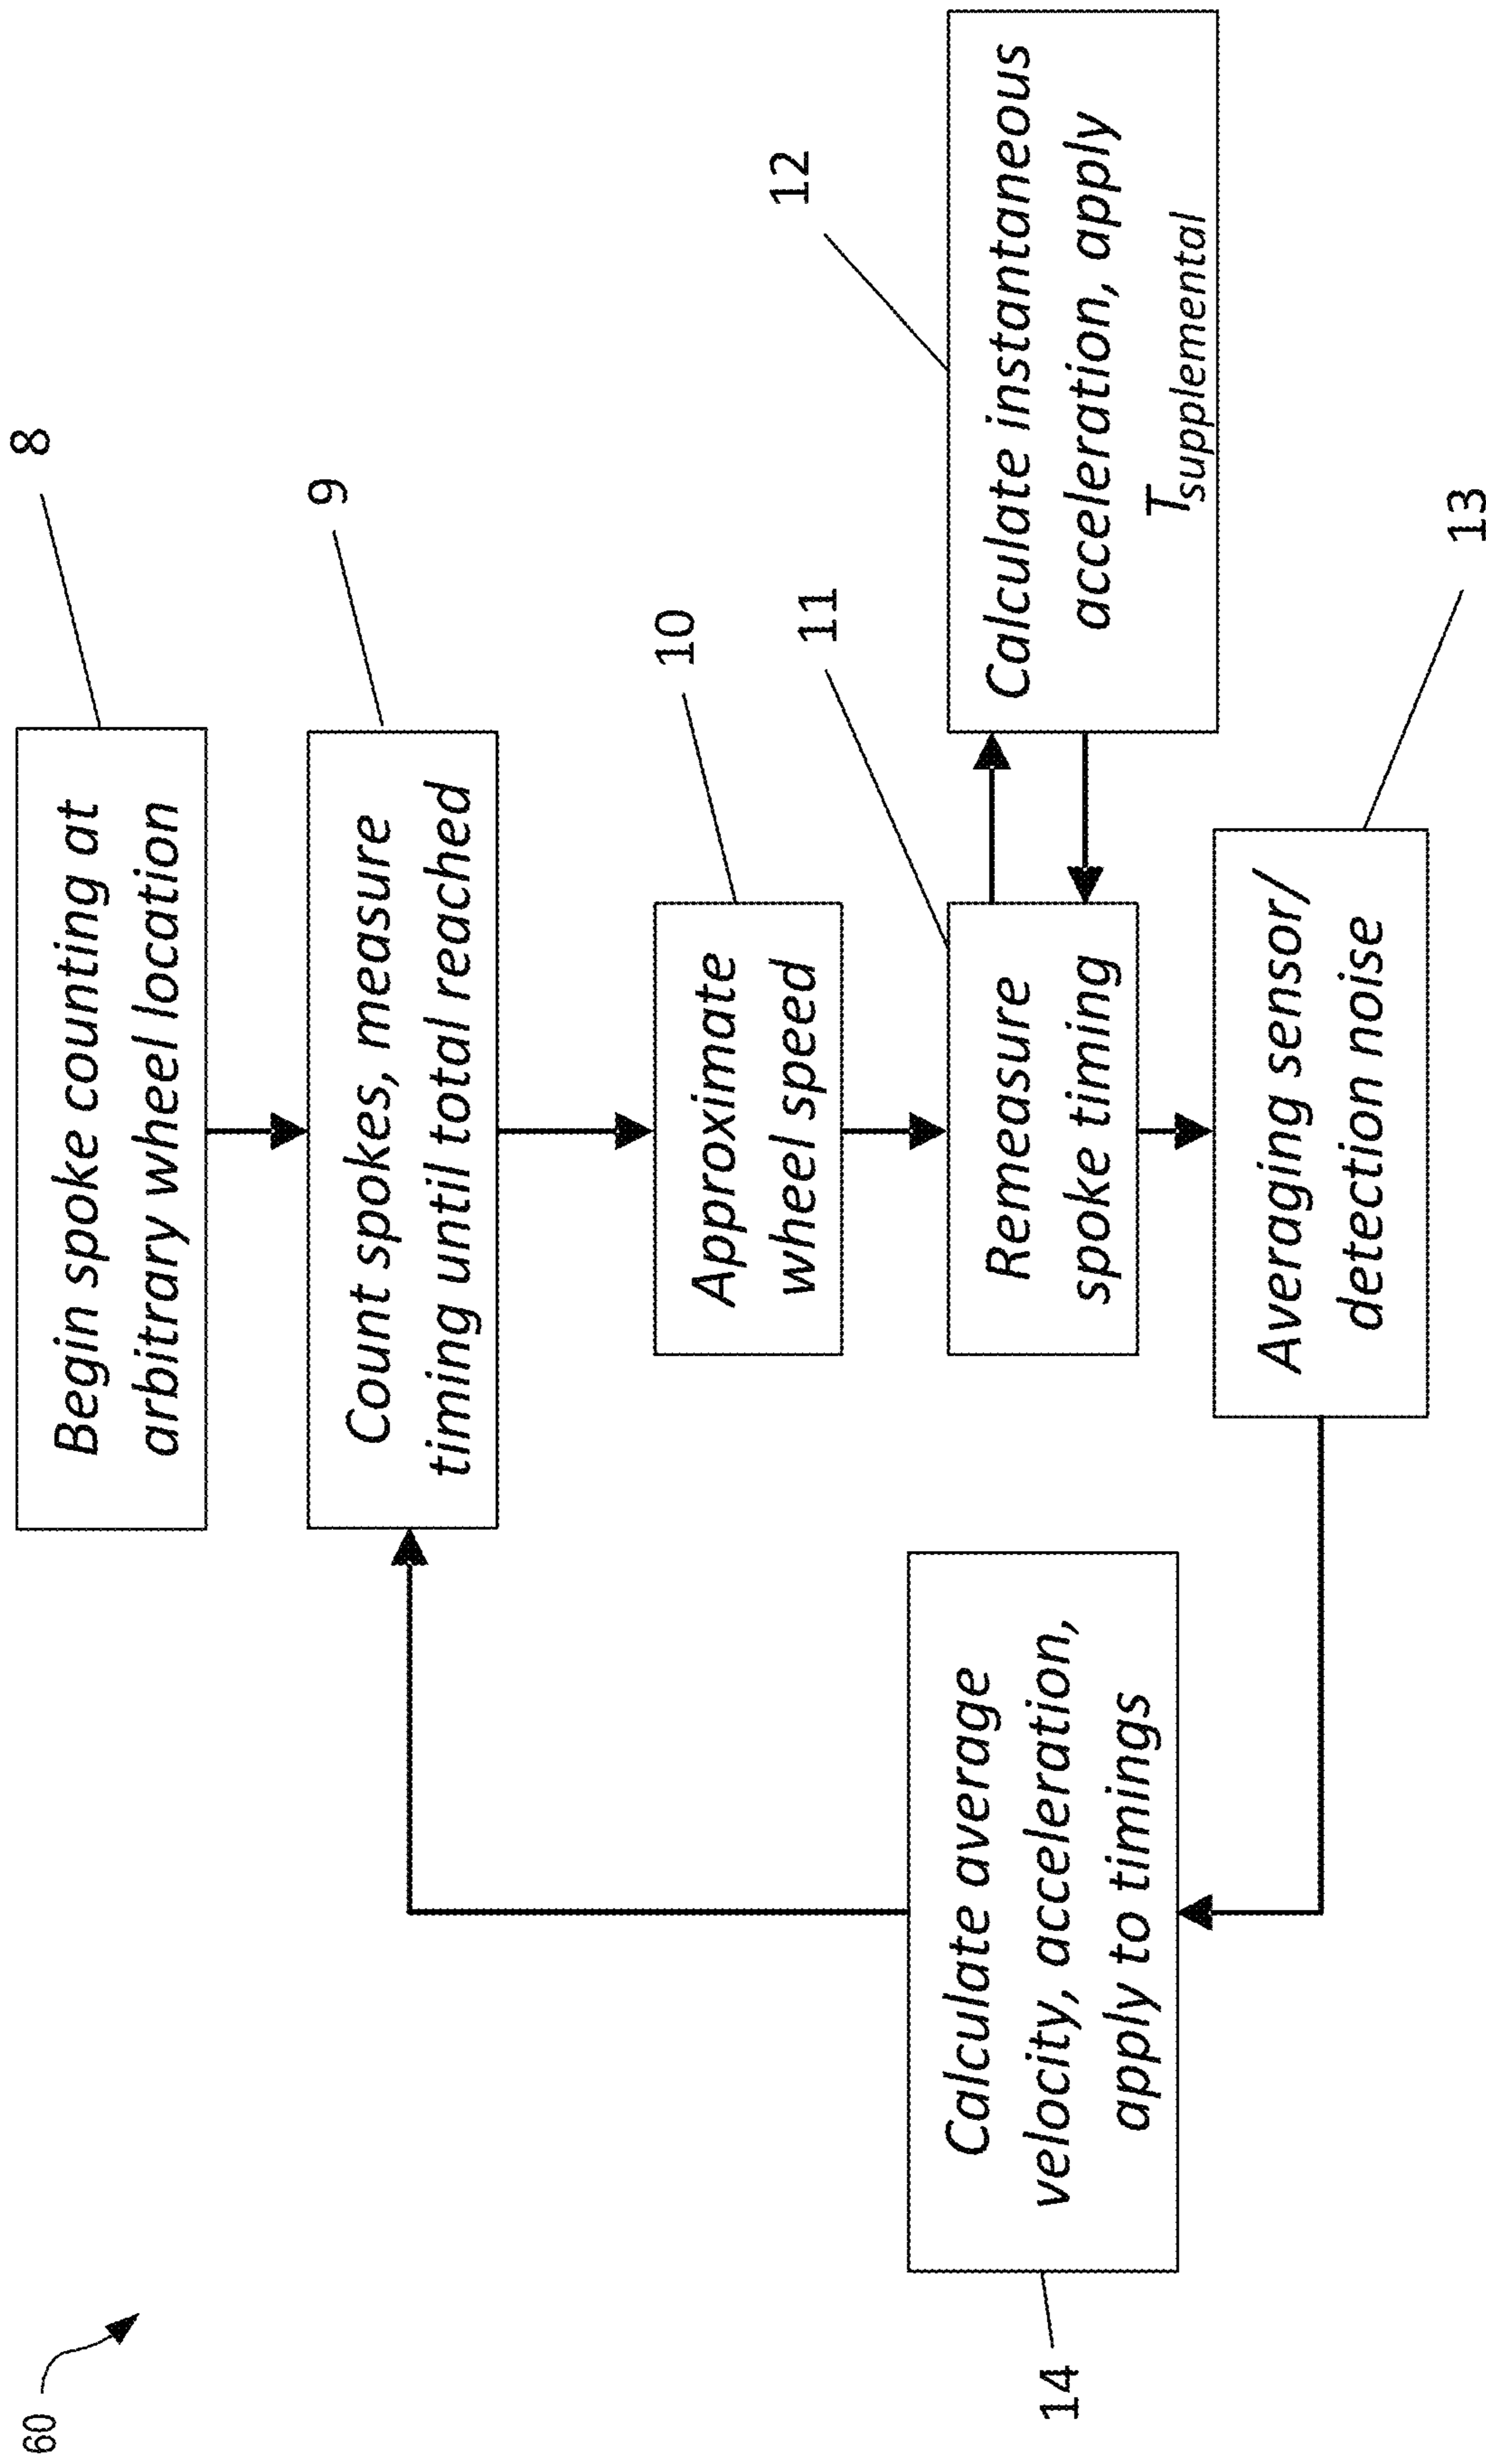 60
8
Begin spoke counting at
arbitrary wheel location
9
Count spokes, measure
timing until total reached
10
Approximate
wheel speed
11
Remeasure
spoke timing
12
Calculate instantaneous
acceleration, apply
Tsupplemental
13
Averaging sensor/
detection noise
14
Calculate average
velocity, acceleration,
apply to timings